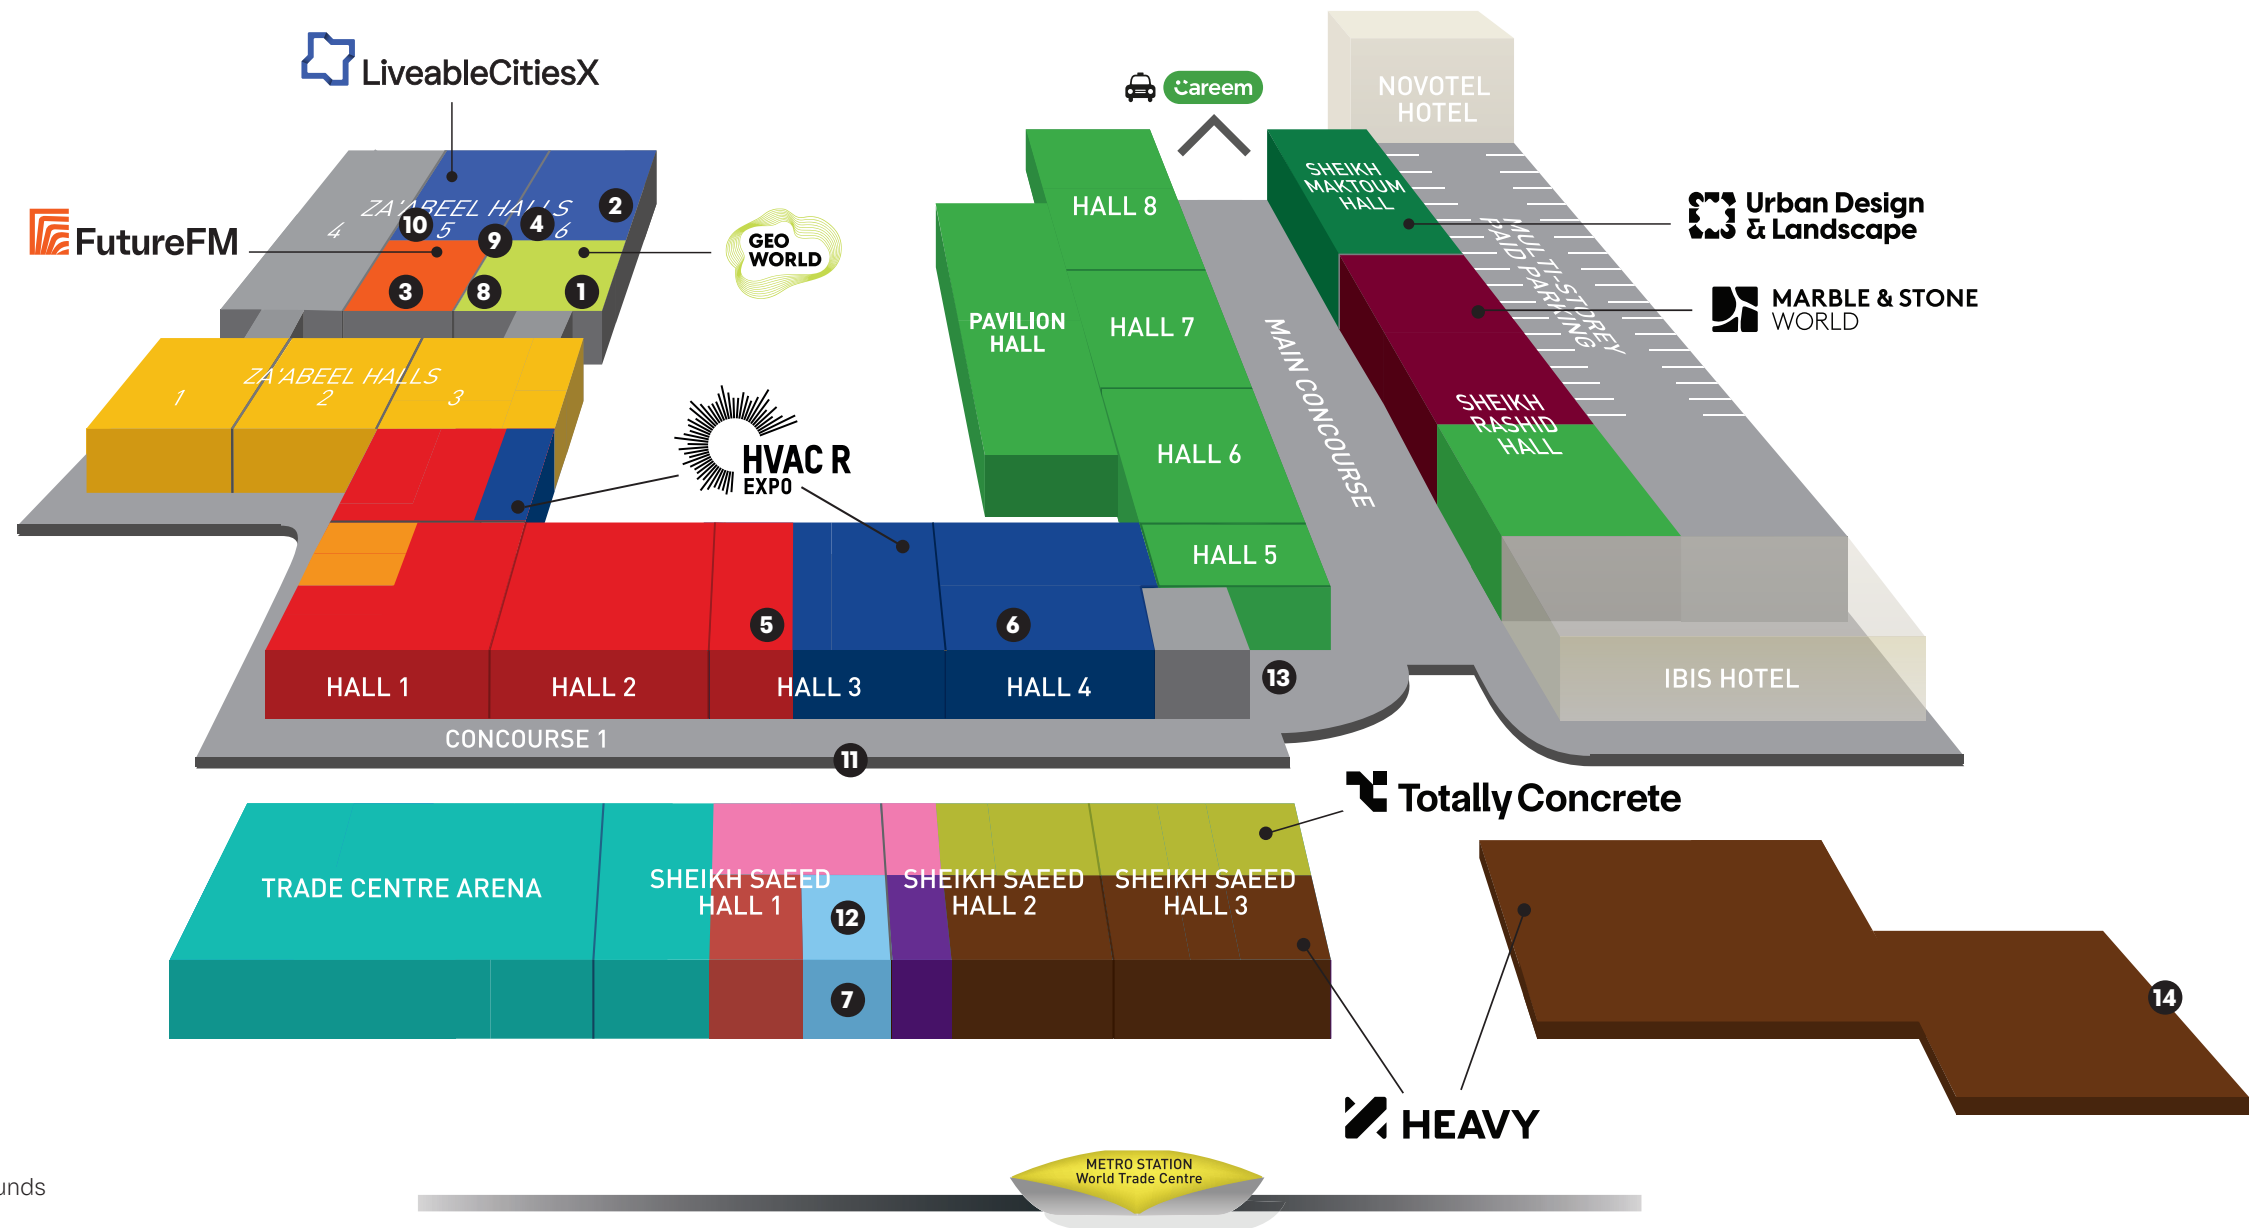 LiveableCitiesX
Careem
NOVOTEL
HOTEL
SHEIKH
MAKTOUM
HALL
Urban Design
& Landscape
MULTI-STOREY
PAID PARKING
MARBLE & STONE
WORLD
FutureFM
ZA'ABEEL HALLS
4
5
6
10
9
4
2
3
8
1
GEO
WORLD
HALL 8
PAVILION
HALL
HALL 7
HALL 6
HALL 5
MAIN CONCOURSE
SHEIKH
RASHID
HALL
ZA'ABEEL HALLS
1
2
3
HVAC R
EXPO
5
6
HALL 1
HALL 2
HALL 3
HALL 4
13
IBIS HOTEL
CONCOURSE 1
11
Totally Concrete
TRADE CENTRE ARENA
SHEIKH SAEED
HALL 1
SHEIKH SAEED
HALL 2
SHEIKH SAEED
HALL 3
12
7
14
HEAVY
METRO STATION
World Trade Centre